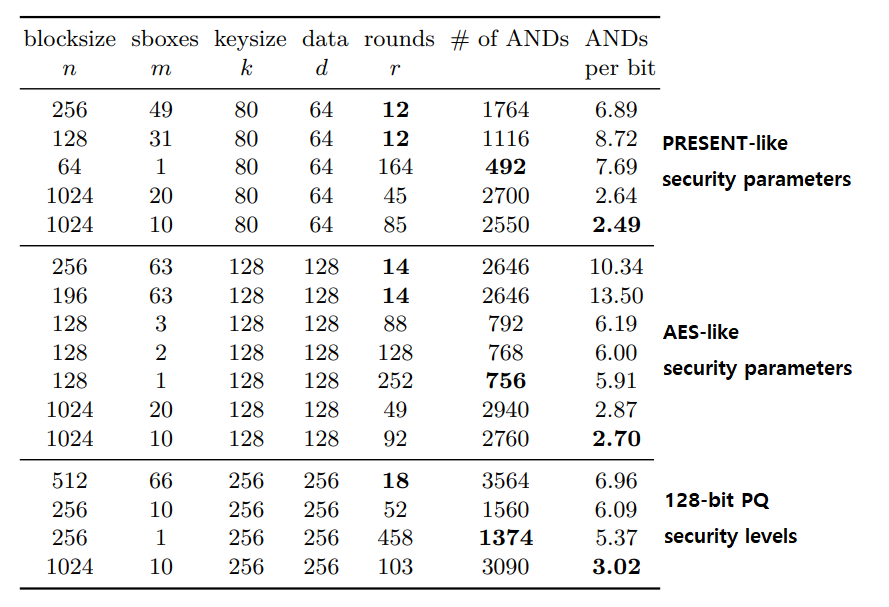 blocksize sboxes keysize data rounds # of ANDs ANDs
n m k d r per bit
256 49 80 64 12 1764 6.89
128 31 80 64 12 1116 8.72
PRESENT-like
64 1 80 64 164 492 7.69
security parameters
1024 20 80 64 45 2700 2.64
1024 10 80 64 85 2550 2.49
256 63 128 128 14 2646 10.34
196 63 128 128 14 2646 13.50
128 3 128 128 88 792 6.19
AES-like
128 2 128 128 128 768 6.00
security parameters
128 1 128 128 252 756 5.91
1024 20 128 128 49 2940 2.87
1024 10 128 128 92 2760 2.70
512 66 256 256 18 3564 6.96
128-bit PQ
256 10 256 256 52 1560 6.09
security levels
256 1 256 256 458 1374 5.37
1024 10 256 256 103 3090 3.02